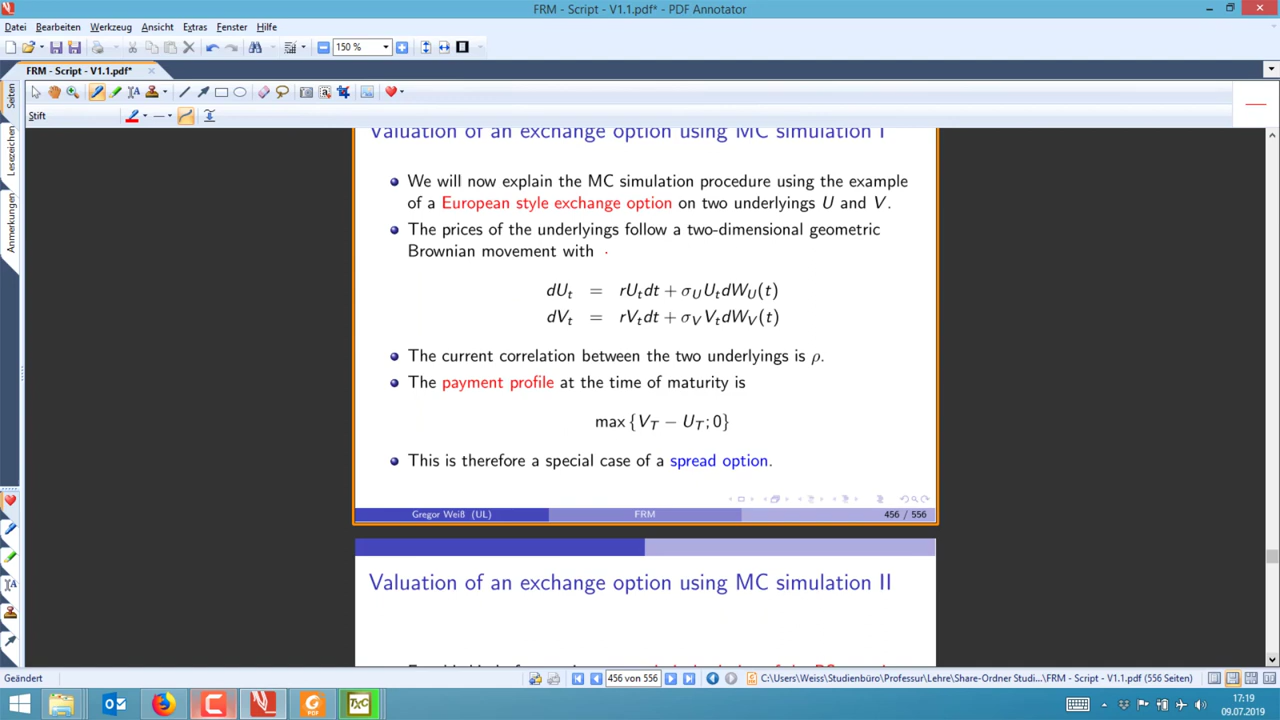 FRM - Script - V1.1.pdf* - PDF Annotator
Datei Bearbeiten Werkzeug Ansicht Extras Fenster Hilfe
150 %
FRM - Script - V1.1.pdf*
Stift
Seiten
Lesezeichen
Anmerkungen
Valuation of an exchange option using MC simulation I
We will now explain the MC simulation procedure using the example
of a European style exchange option on two underlyings U and V.
The prices of the underlyings follow a two-dimensional geometric
Brownian movement with
dU_t = rU_t dt + σ_U U_t dW_U(t)
dV_t = rV_t dt + σ_V V_t dW_V(t)
The current correlation between the two underlyings is ρ.
The payment profile at the time of maturity is
max {V_T − U_T; 0}
This is therefore a special case of a spread option.
Gregor Weiß (UL) FRM 456 / 556
Valuation of an exchange option using MC simulation II
Geändert
456 von 556
C:\Users\Weiss\Studienbüro\Professur\Lehre\Share-Ordner Studi...\FRM - Script - V1.1.pdf (556 Seiten)
17:19
09.07.2019